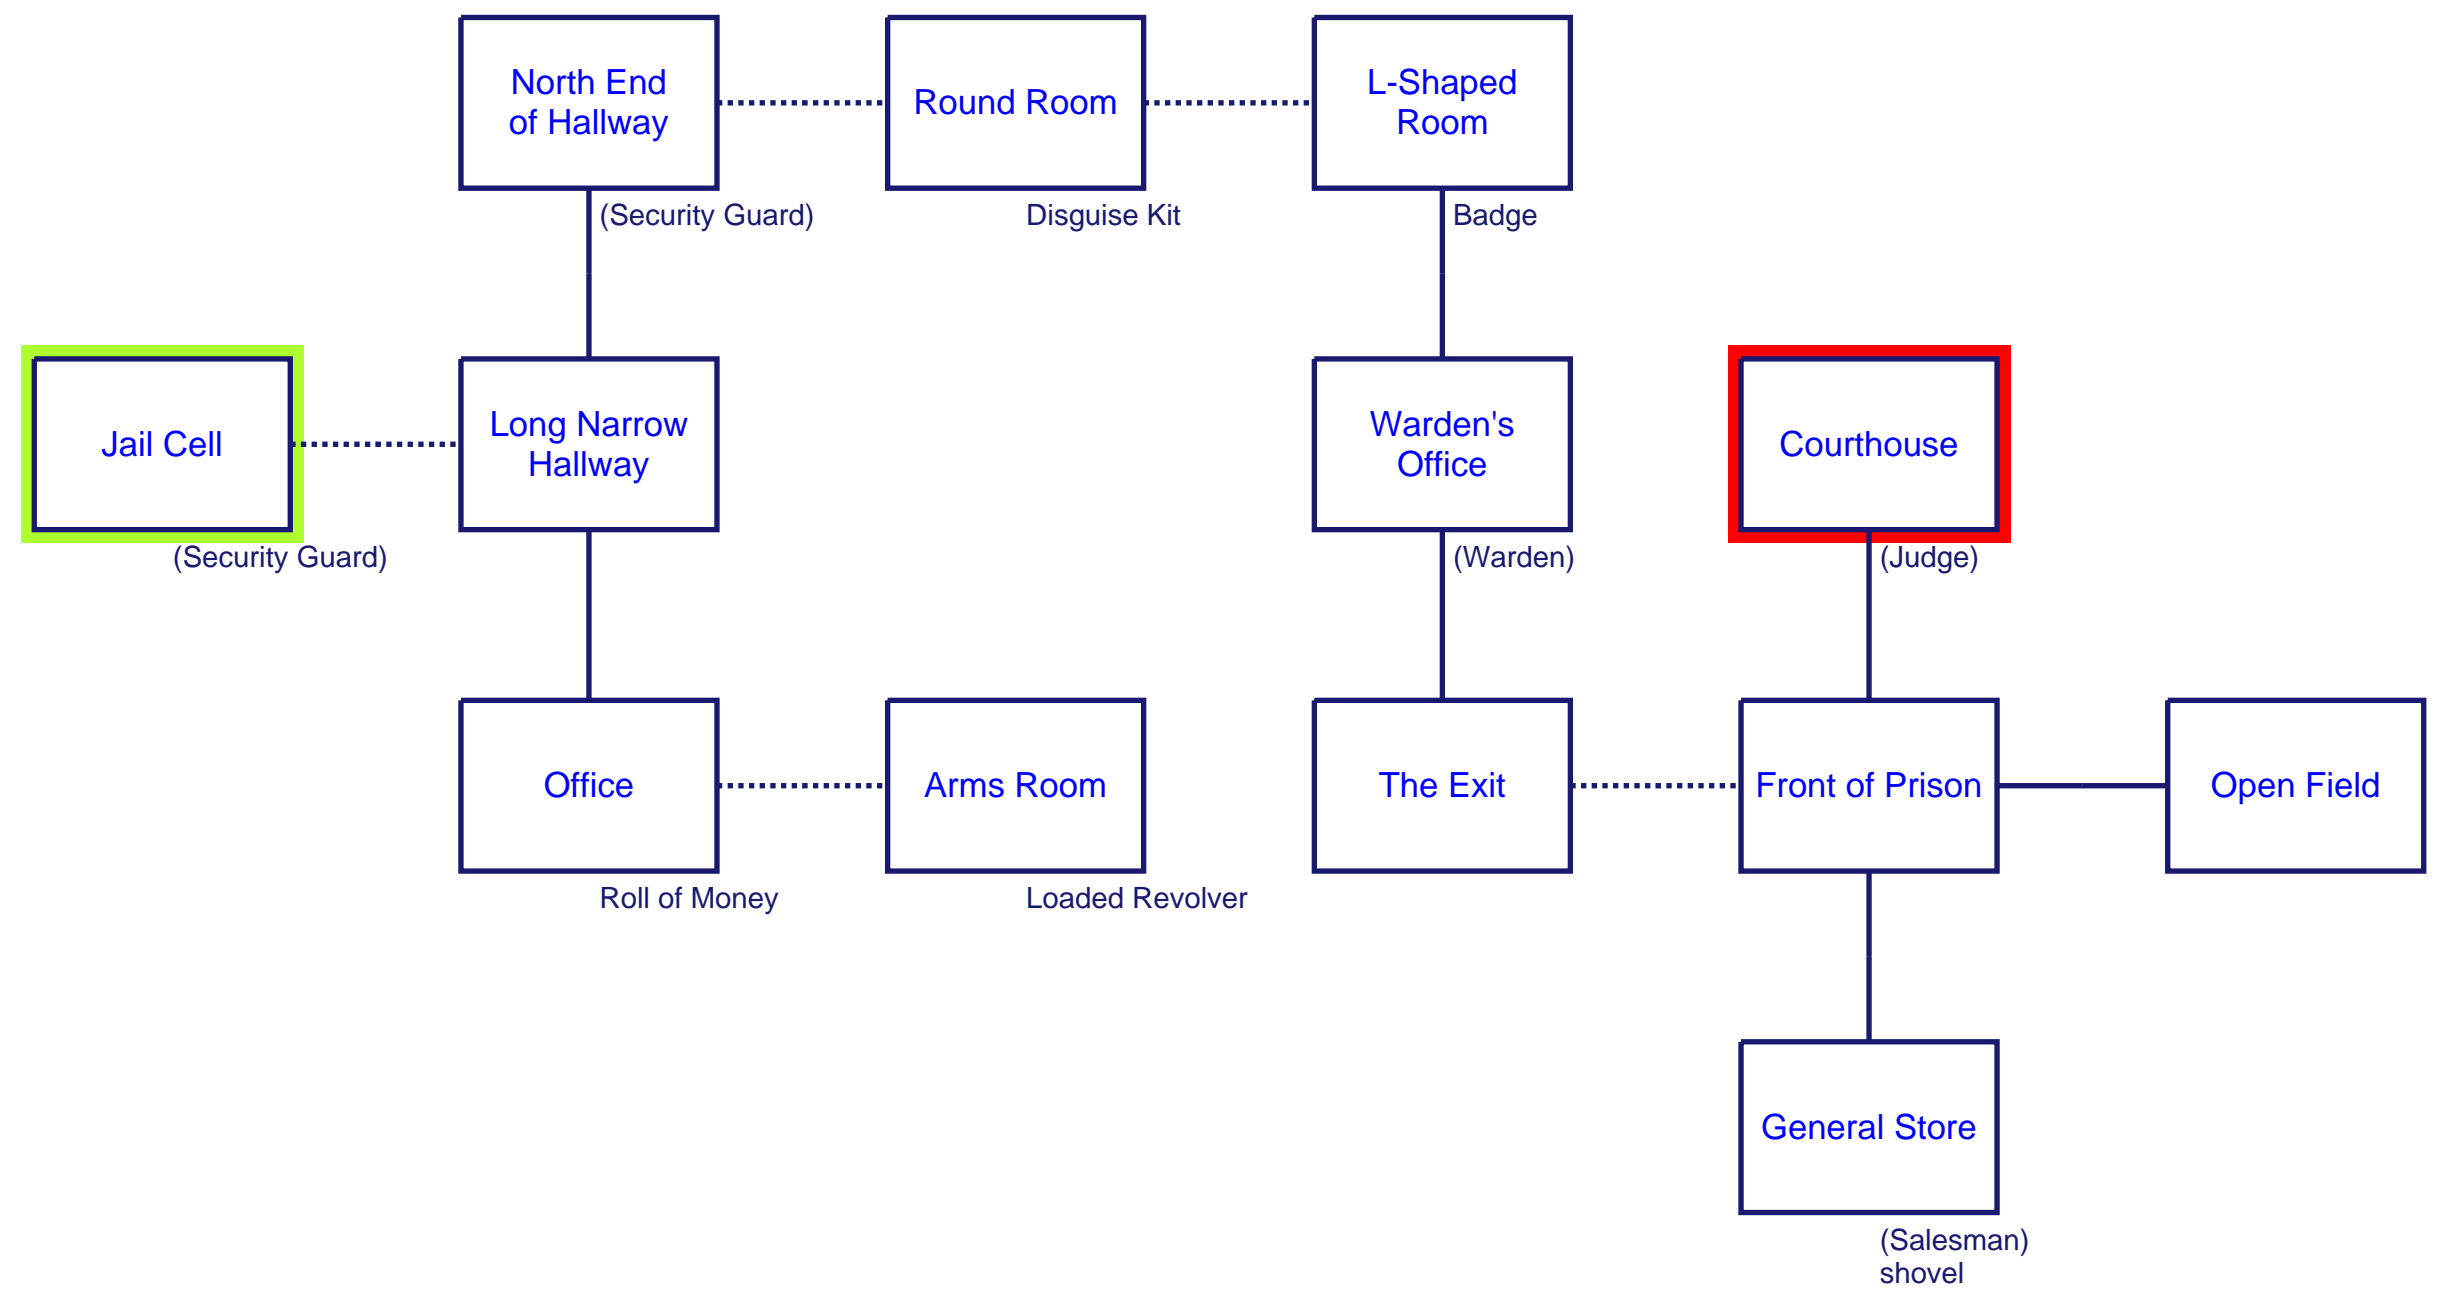 North End
of Hallway
Round Room
L-Shaped
Room
(Security Guard)
Disguise Kit
Badge
Jail Cell
Long Narrow
Hallway
Warden's
Office
Courthouse
(Security Guard)
(Warden)
(Judge)
Office
Arms Room
The Exit
Front of Prison
Open Field
Roll of Money
Loaded Revolver
General Store
(Salesman)
shovel